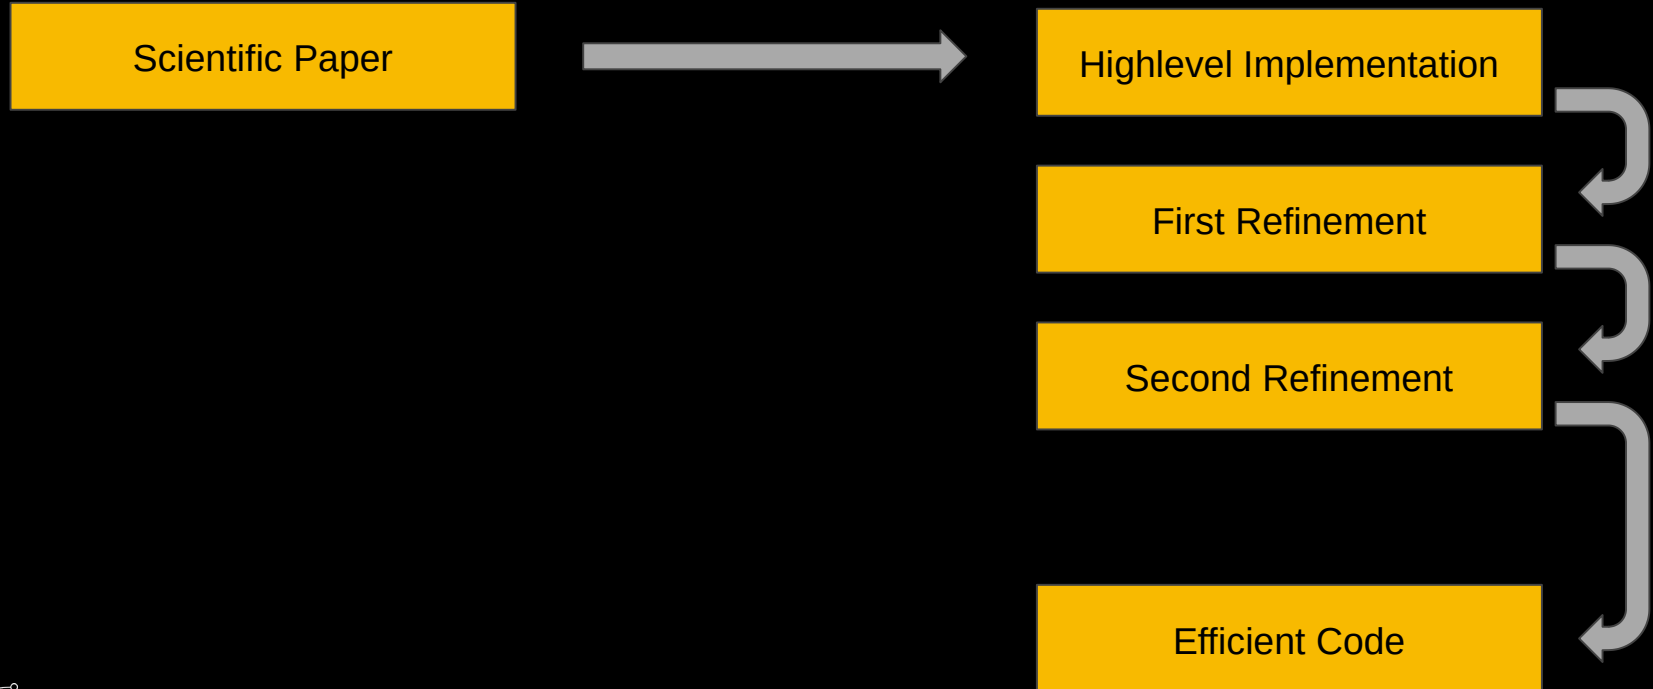 Scientific Paper
Highlevel Implementation
First Refinement
Second Refinement
Efficient Code